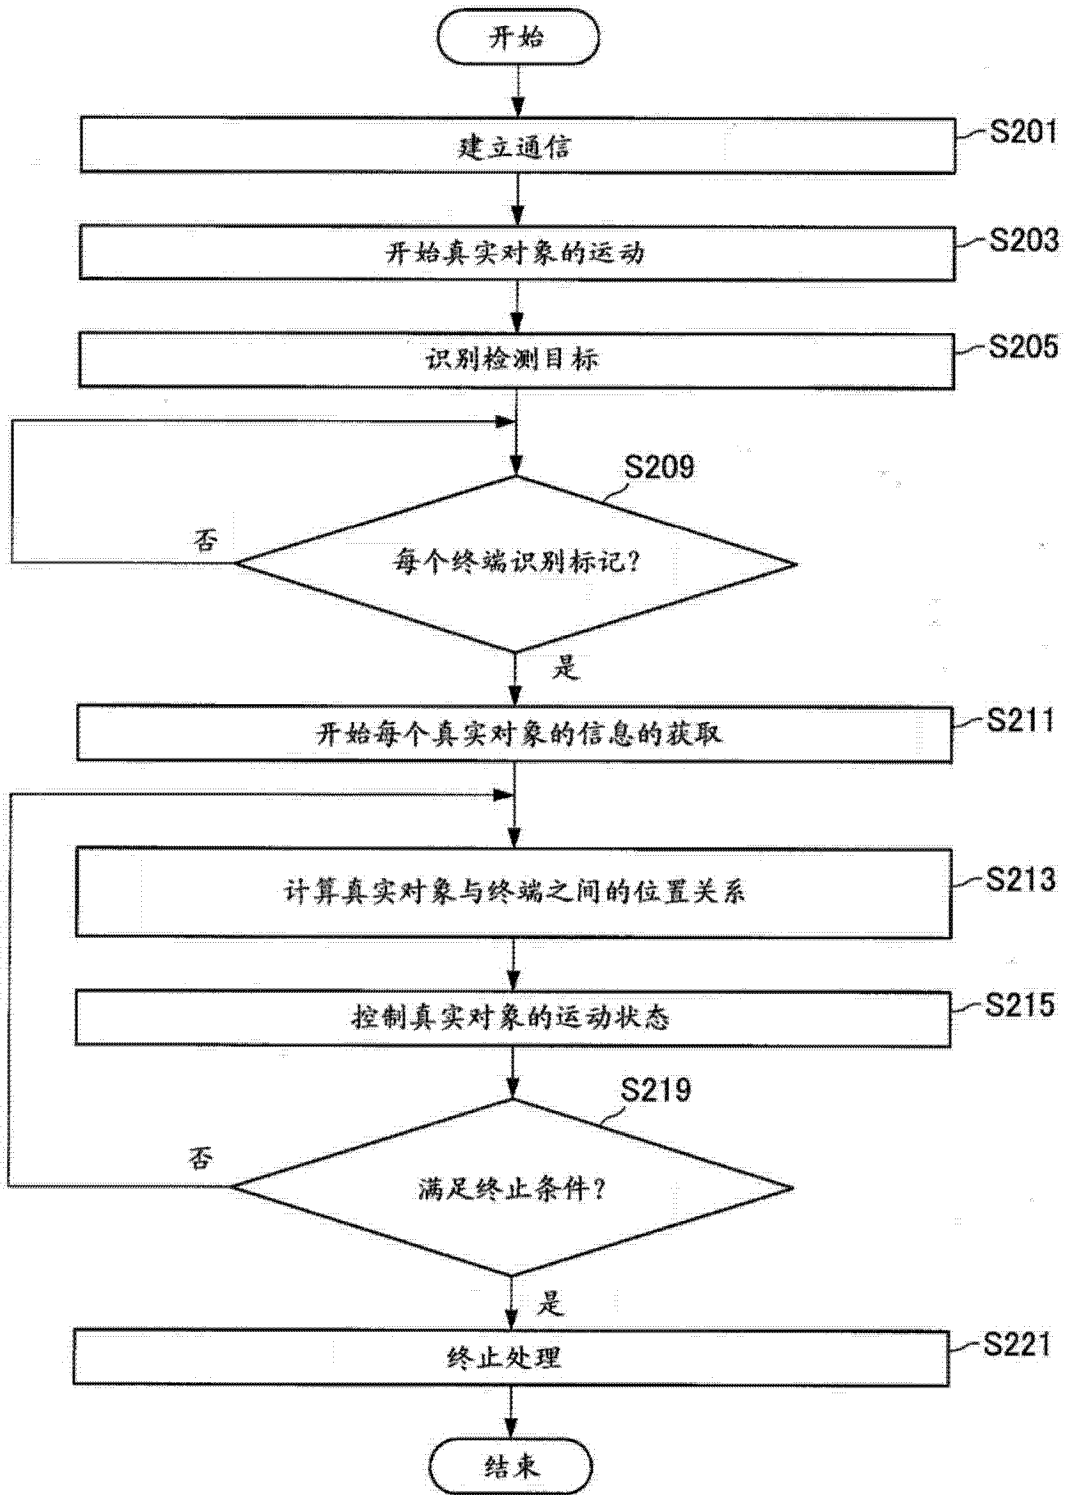 开始
建立通信
S201
开始真实对象的运动
S203
识别检测目标
S205
S209
每个终端识别标记?
否
是
开始每个真实对象的信息的获取
S211
计算真实对象与终端之间的位置关系
S213
控制真实对象的运动状态
S215
S219
满足终止条件?
否
是
终止处理
S221
结束